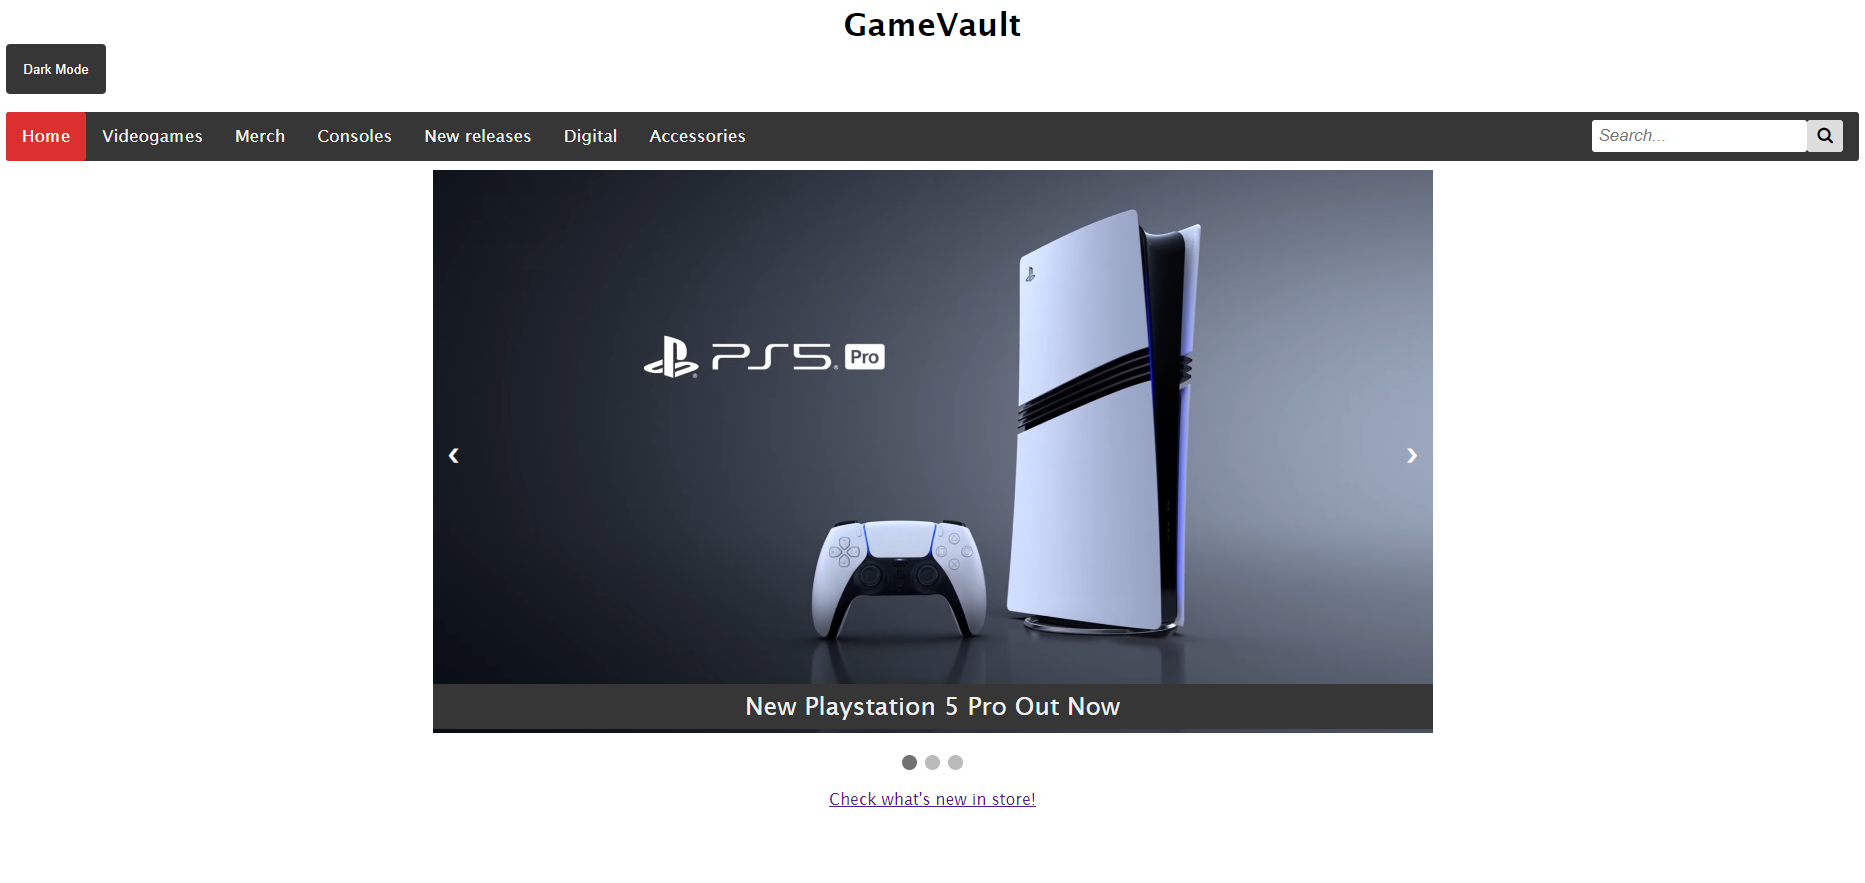 GameVault
Dark Mode
Home Videogames Merch Consoles New releases Digital Accessories Search...
PS5 Pro
❮ ❯
New Playstation 5 Pro Out Now
Check what's new in store!